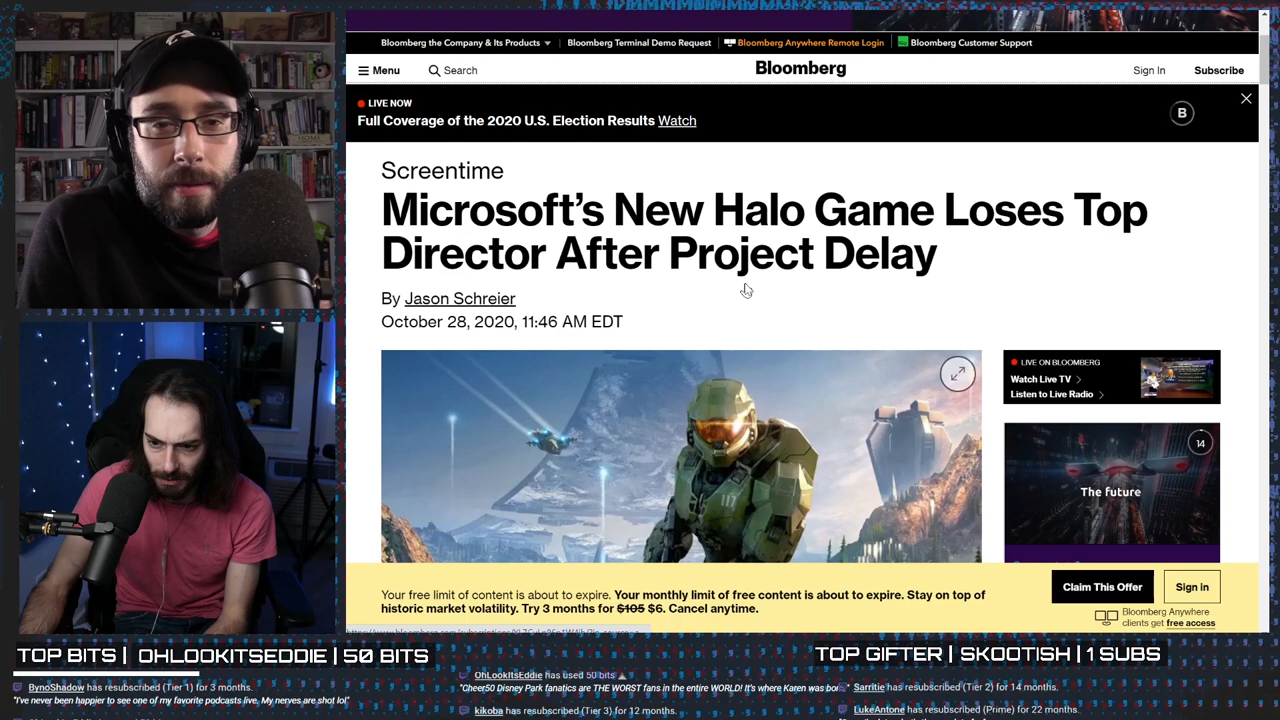 Bloomberg the Company & Its Products
Bloomberg Terminal Demo Request
Bloomberg Anywhere Remote Login
Bloomberg Customer Support
Menu
Search
Bloomberg
Sign In
Subscribe
LIVE NOW
Full Coverage of the 2020 U.S. Election Results Watch
B
Screentime
Microsoft's New Halo Game Loses Top
Director After Project Delay
By Jason Schreier
October 28, 2020, 11:46 AM EDT
LIVE ON BLOOMBERG
Watch Live TV
Listen to Live Radio
117
14
The future
Your free limit of content is about to expire. Your monthly limit of free content is about to expire. Stay on top of
historic market volatility. Try 3 months for $105 $6. Cancel anytime.
Claim This Offer
Sign in
Bloomberg Anywhere
clients get free access
TOP BITS | OHLOOKITSEDDIE | 50 BITS
TOP GIFTER | SKOOTISH | 1 SUBS
BynoShadow has resubscribed (Tier 1) for 3 months.
"I've never been happier to see one of my favorite podcasts live. My nerves are shot lol"
OhLookItsEddie has used 50 bits
"Cheer50 Disney Park fanatics are THE WORST fans in the entire WORLD! It's where Karen was
kikoba has resubscribed (Tier 3) for 12 months.
Sarritie has resubscribed (Tier 2) for 14 months.
LukeAntone has resubscribed (Prime) for 22 months.